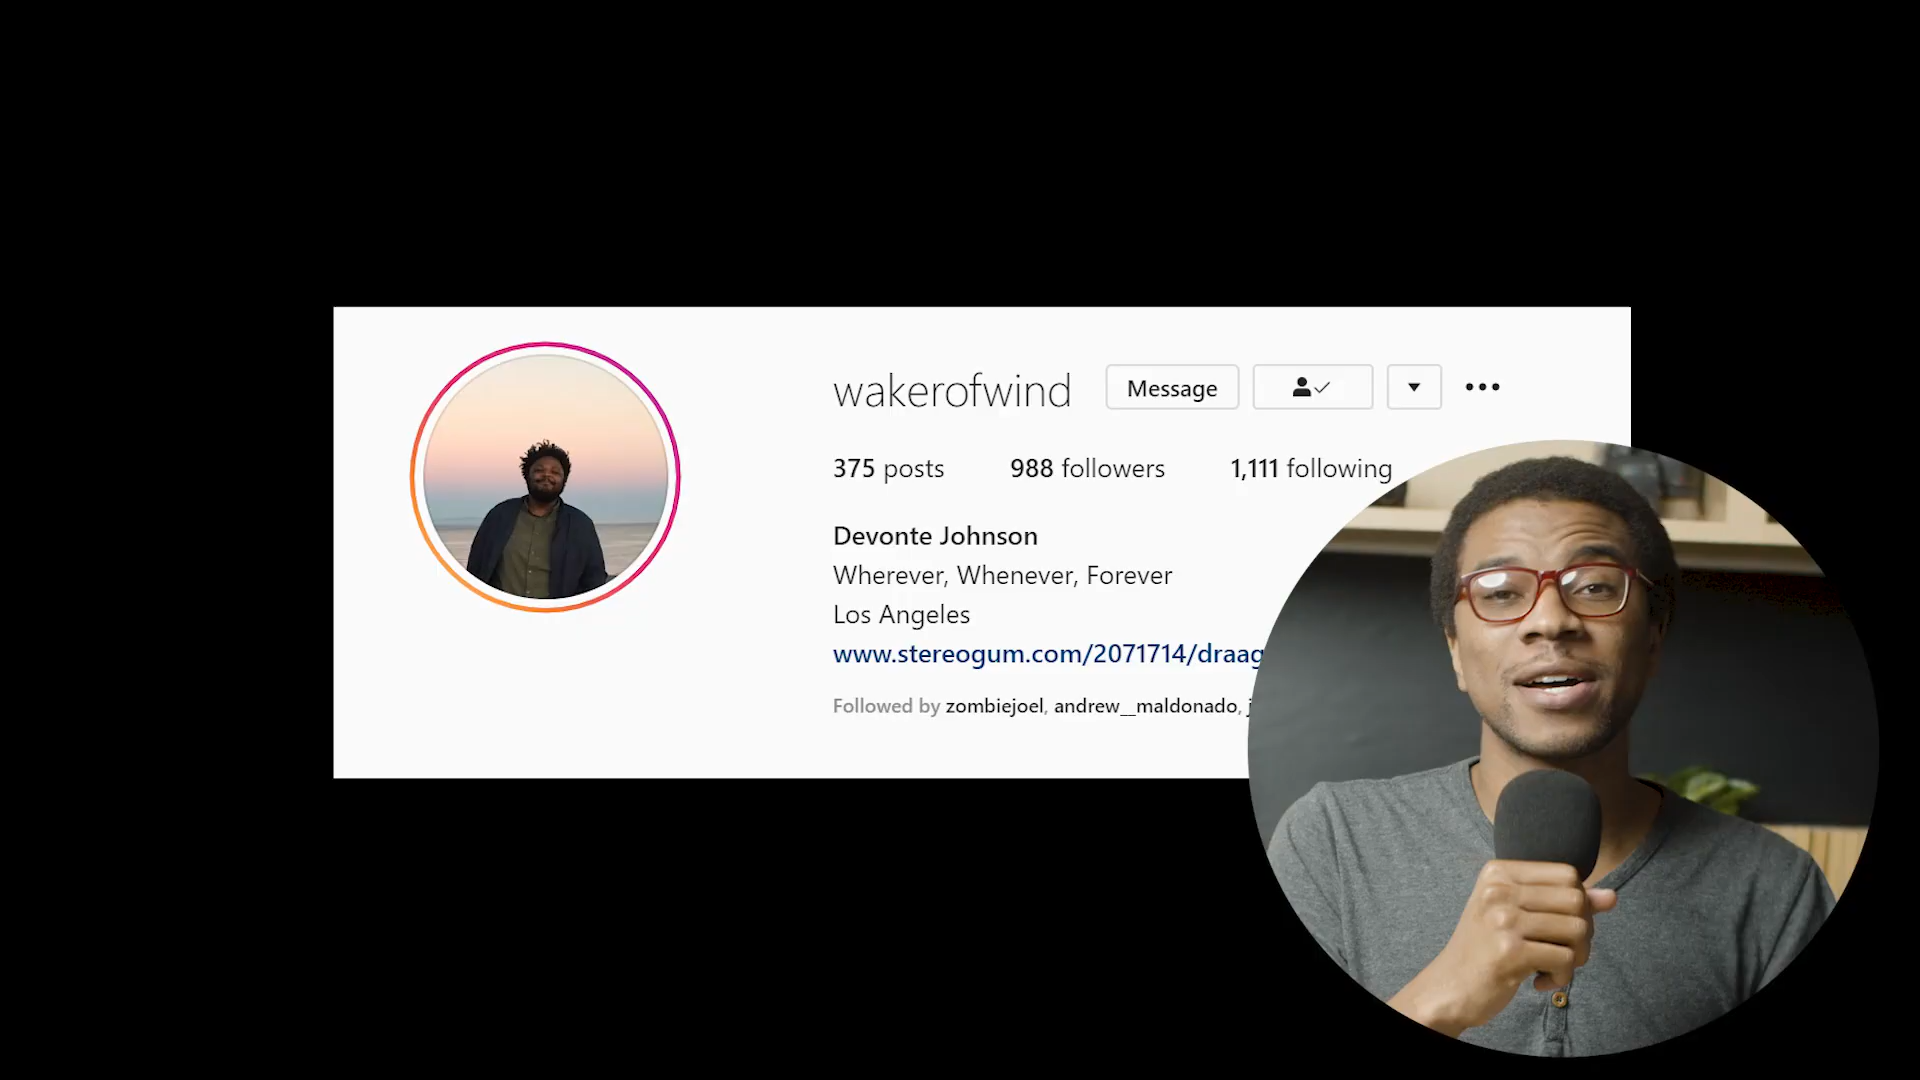 wakerofwind Message
375 posts 988 followers 1,111 following
Devonte Johnson
Wherever, Whenever, Forever
Los Angeles
www.stereogum.com/2071714/draag
Followed by zombiejoel, andrew__maldonado, j